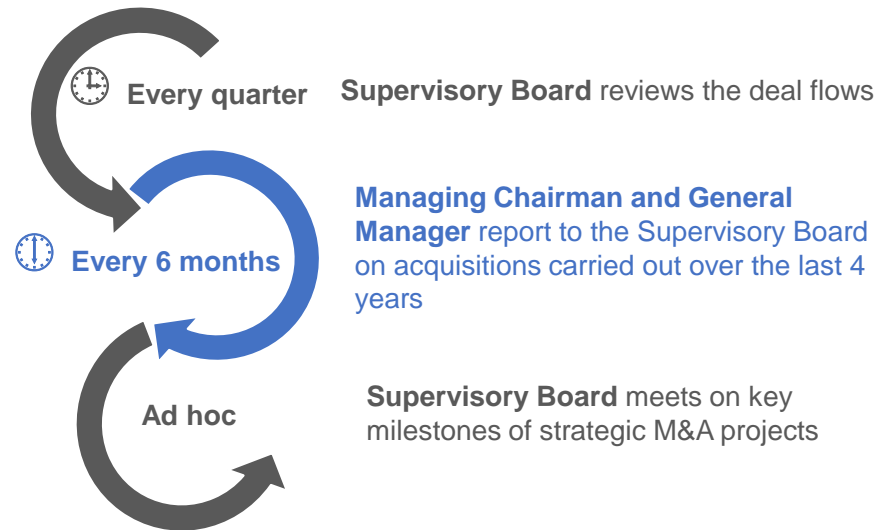 Every quarter
Supervisory Board reviews the deal flows
Every 6 months
Managing Chairman and General
Manager report to the Supervisory Board
on acquisitions carried out over the last 4
years
Ad hoc
Supervisory Board meets on key
milestones of strategic M&A projects